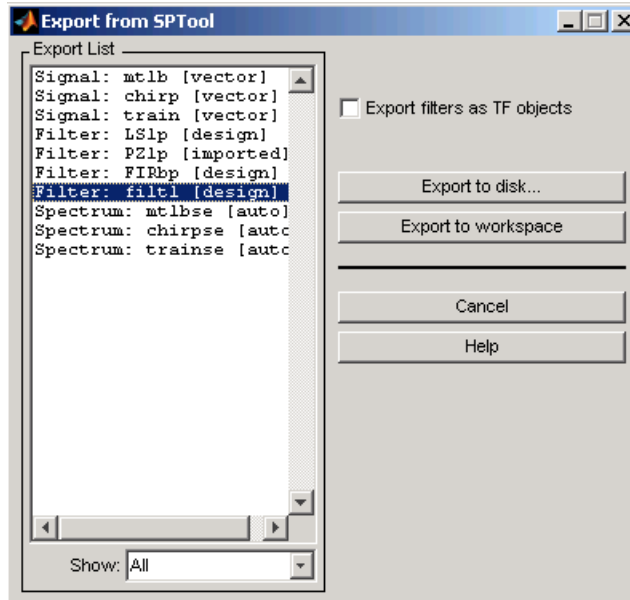 Export from SPTool
Export List
Signal: mtlb [vector]
Signal: chirp [vector]
Signal: train [vector]
Filter: LSlp [design]
Filter: PZlp [imported]
Filter: FIRbp [design]
Filter: filtl [design]
Spectrum: mtlbse [auto]
Spectrum: chirpse [auto
Spectrum: trainse [auto
Show: All
Export filters as TF objects
Export to disk...
Export to workspace
Cancel
Help